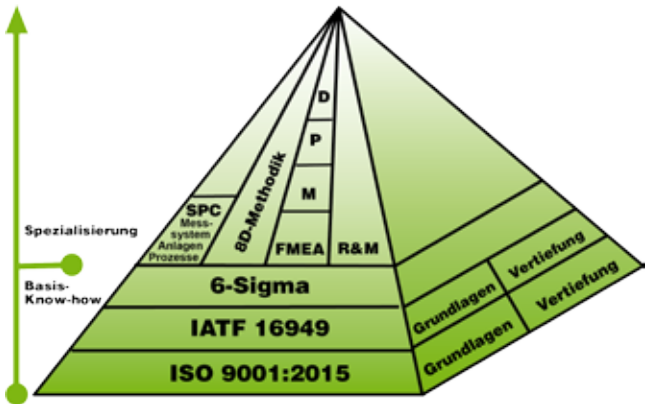 D
P
M
SPC
Mess-
system
Anlagen
Prozesse
8D-Methodik
FMEA
R&M
Spezialisierung
Basis-
Know-how
6-Sigma
IATF 16949
ISO 9001:2015
Grundlagen
Vertiefung
Grundlagen
Vertiefung